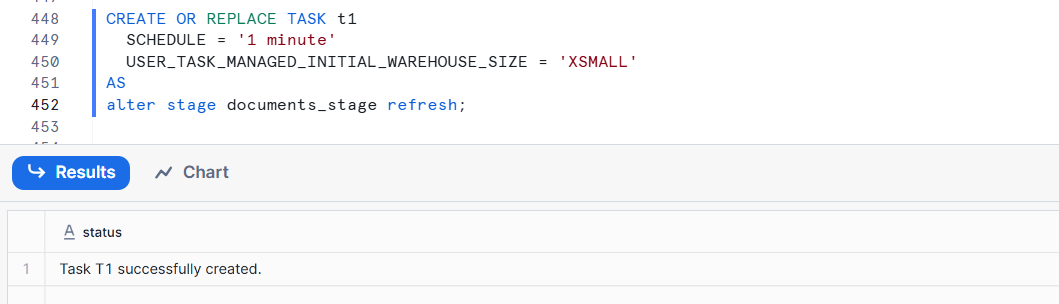 448 CREATE OR REPLACE TASK t1
449 SCHEDULE = '1 minute'
450 USER_TASK_MANAGED_INITIAL_WAREHOUSE_SIZE = 'XSMALL'
451 AS
452 alter stage documents_stage refresh;
453
Results Chart
A status
1 Task T1 successfully created.